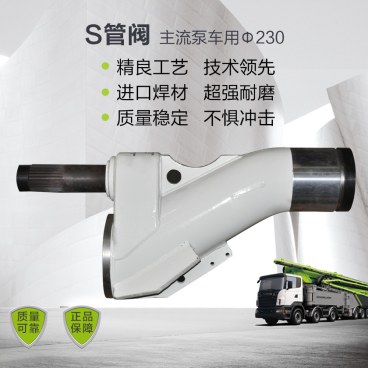 S管阀 主流泵车用Φ230
精良工艺 技术领先
进口焊材 超强耐磨
质量稳定 不惧冲击
质量
可靠
正品
保障